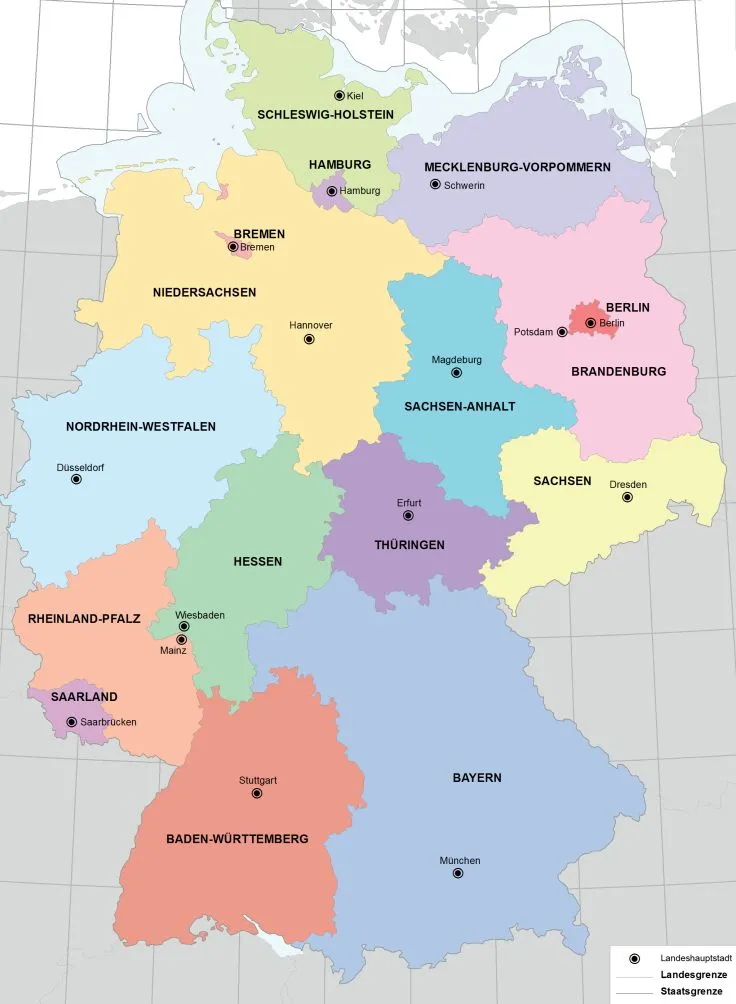 Kiel
SCHLESWIG-HOLSTEIN
HAMBURG
Hamburg
MECKLENBURG-VORPOMMERN
Schwerin
BREMEN
Bremen
NIEDERSACHSEN
Hannover
BERLIN
Berlin
Potsdam
BRANDENBURG
Magdeburg
SACHSEN-ANHALT
NORDRHEIN-WESTFALEN
Düsseldorf
SACHSEN
Dresden
Erfurt
THÜRINGEN
HESSEN
Wiesbaden
Mainz
RHEINLAND-PFALZ
SAARLAND
Saarbrücken
Stuttgart
BADEN-WÜRTTEMBERG
BAYERN
München
Landeshauptstadt
Landesgrenze
Staatsgrenze